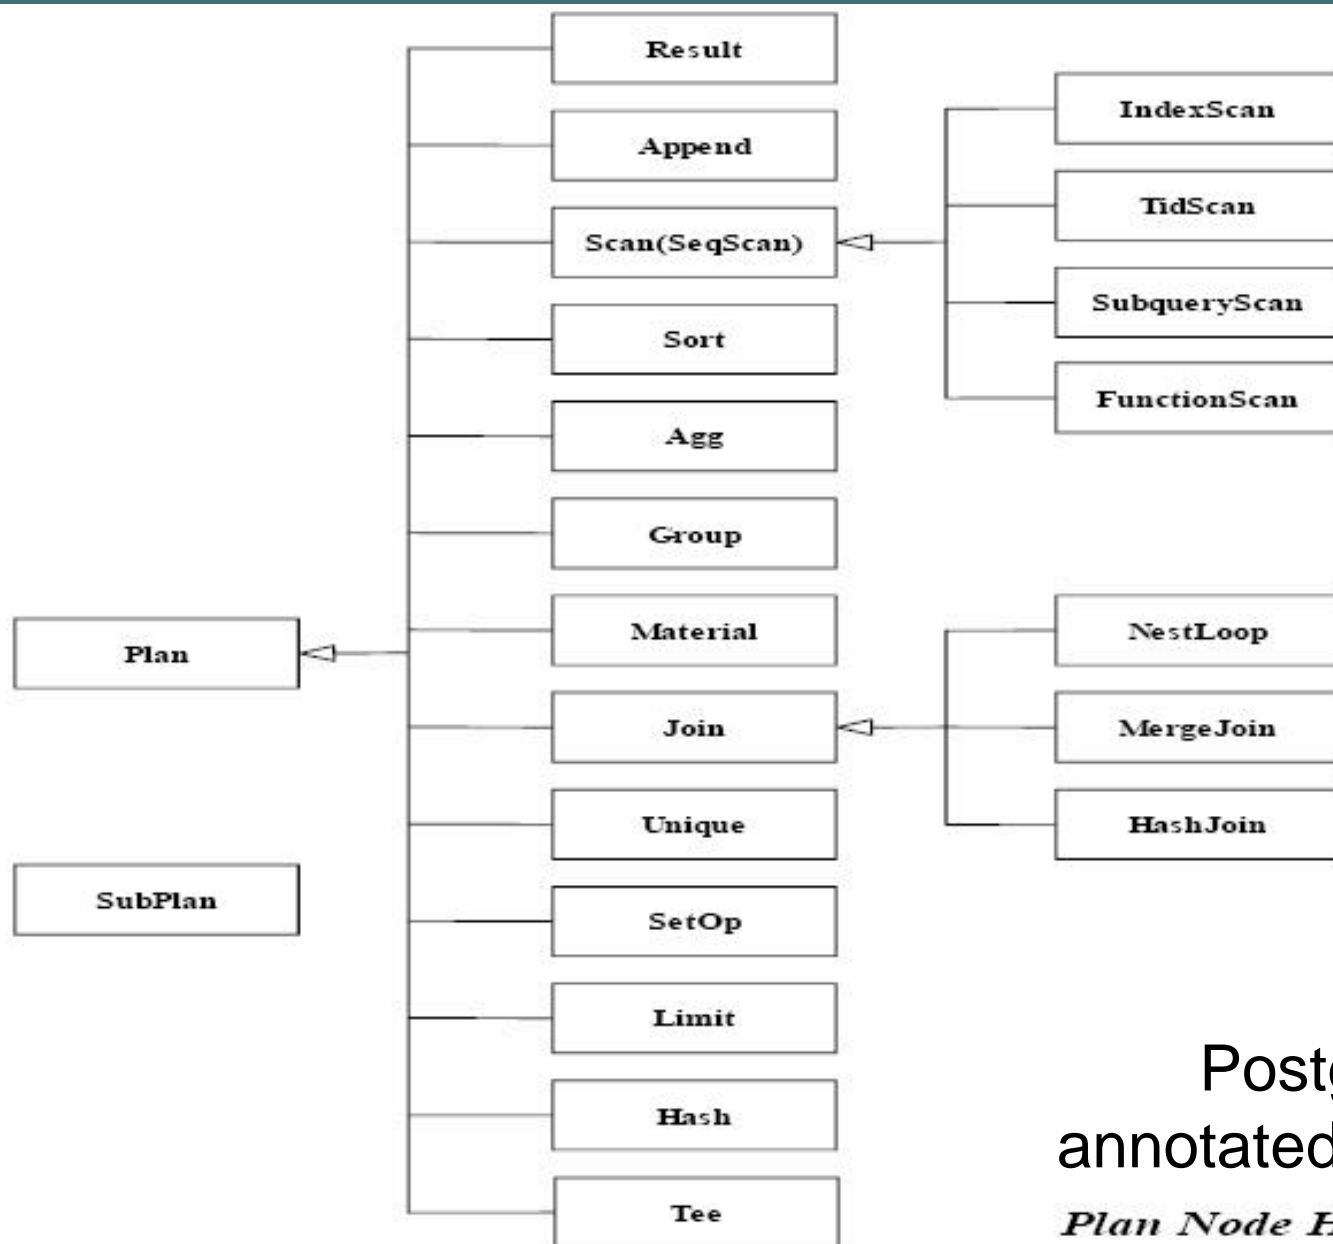 Result
Append
Scan(SeqScan)
Sort
Agg
Group
Material
Join
Unique
SetOp
Limit
Hash
Tee
Plan
SubPlan
IndexScan
TidScan
SubqueryScan
FunctionScan
NestLoop
MergeJoin
HashJoin
annotated
Plan Node